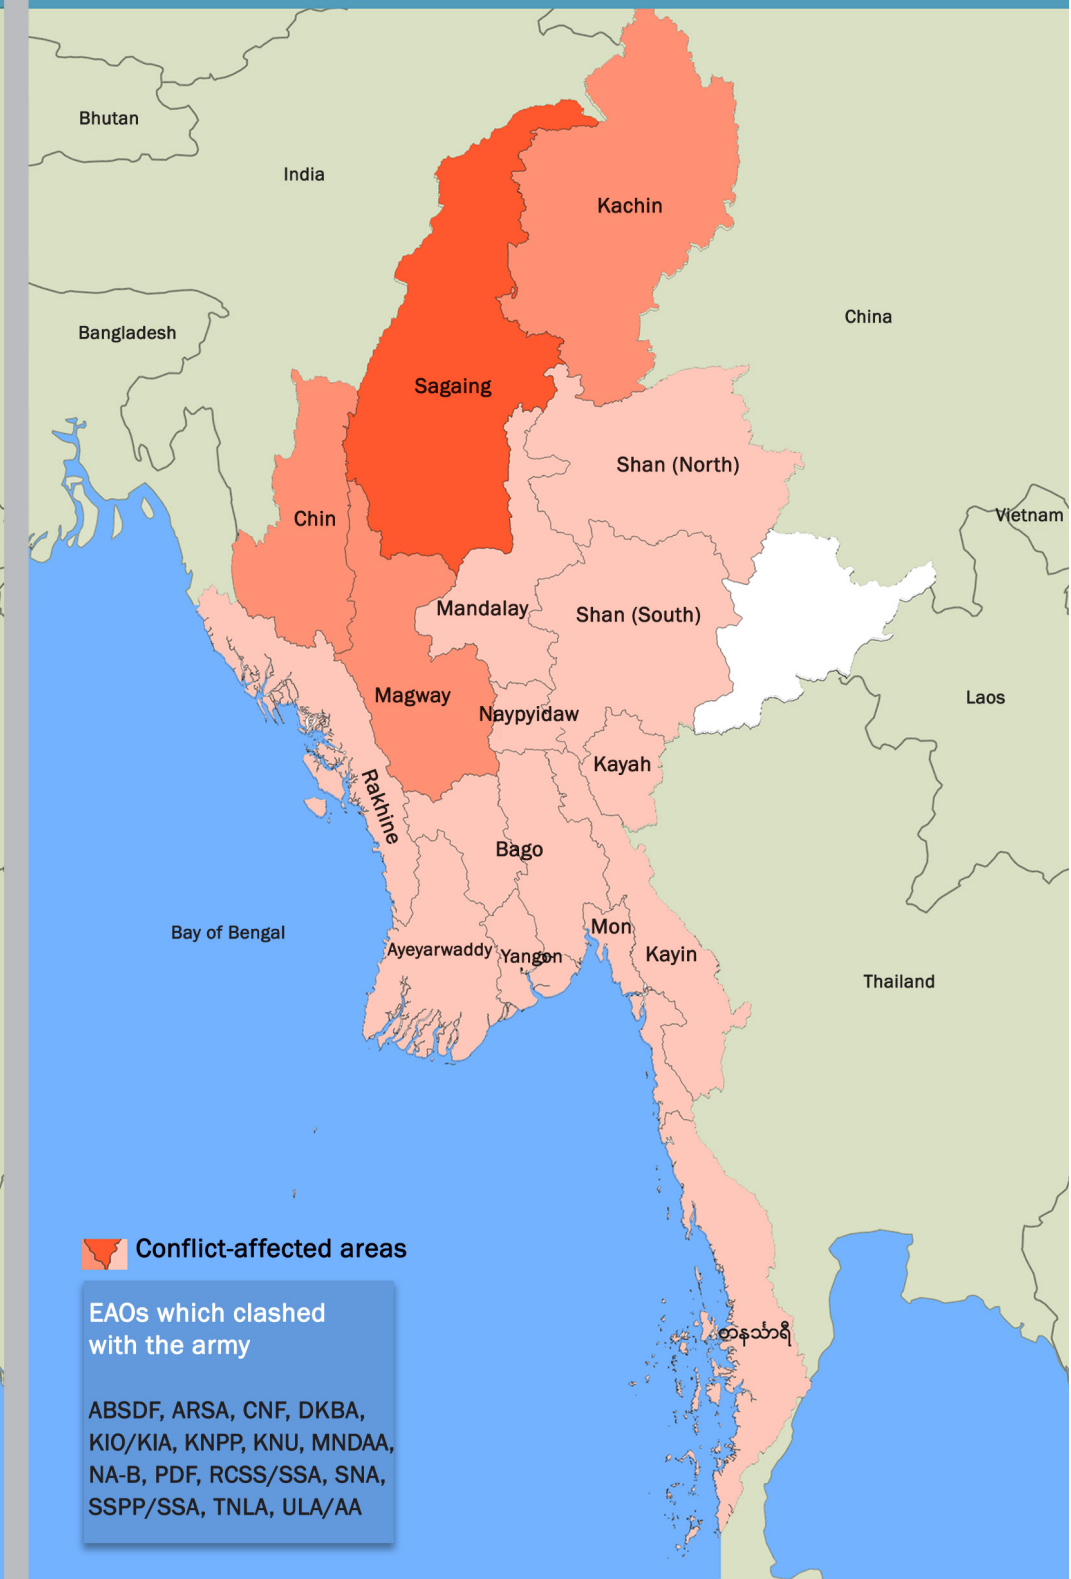 Bhutan
India
Kachin
China
Bangladesh
Sagaing
Shan (North)
Vietnam
Chin
Mandalay
Shan (South)
Magway
Laos
Naypyidaw
Kayah
Rakhine
Bago
Mon
Bay of Bengal
Ayeyarwaddy
Yangon
Kayin
Thailand
Conflict-affected areas
EAOs which clashed
with the army
တနင်္သာရီ
ABSDF, ARSA, CNF, DKBA,
KIO/KIA, KNPP, KNU, MNDAA,
NA-B, PDF, RCSS/SSA, SNA,
SSPP/SSA, TNLA, ULA/AA